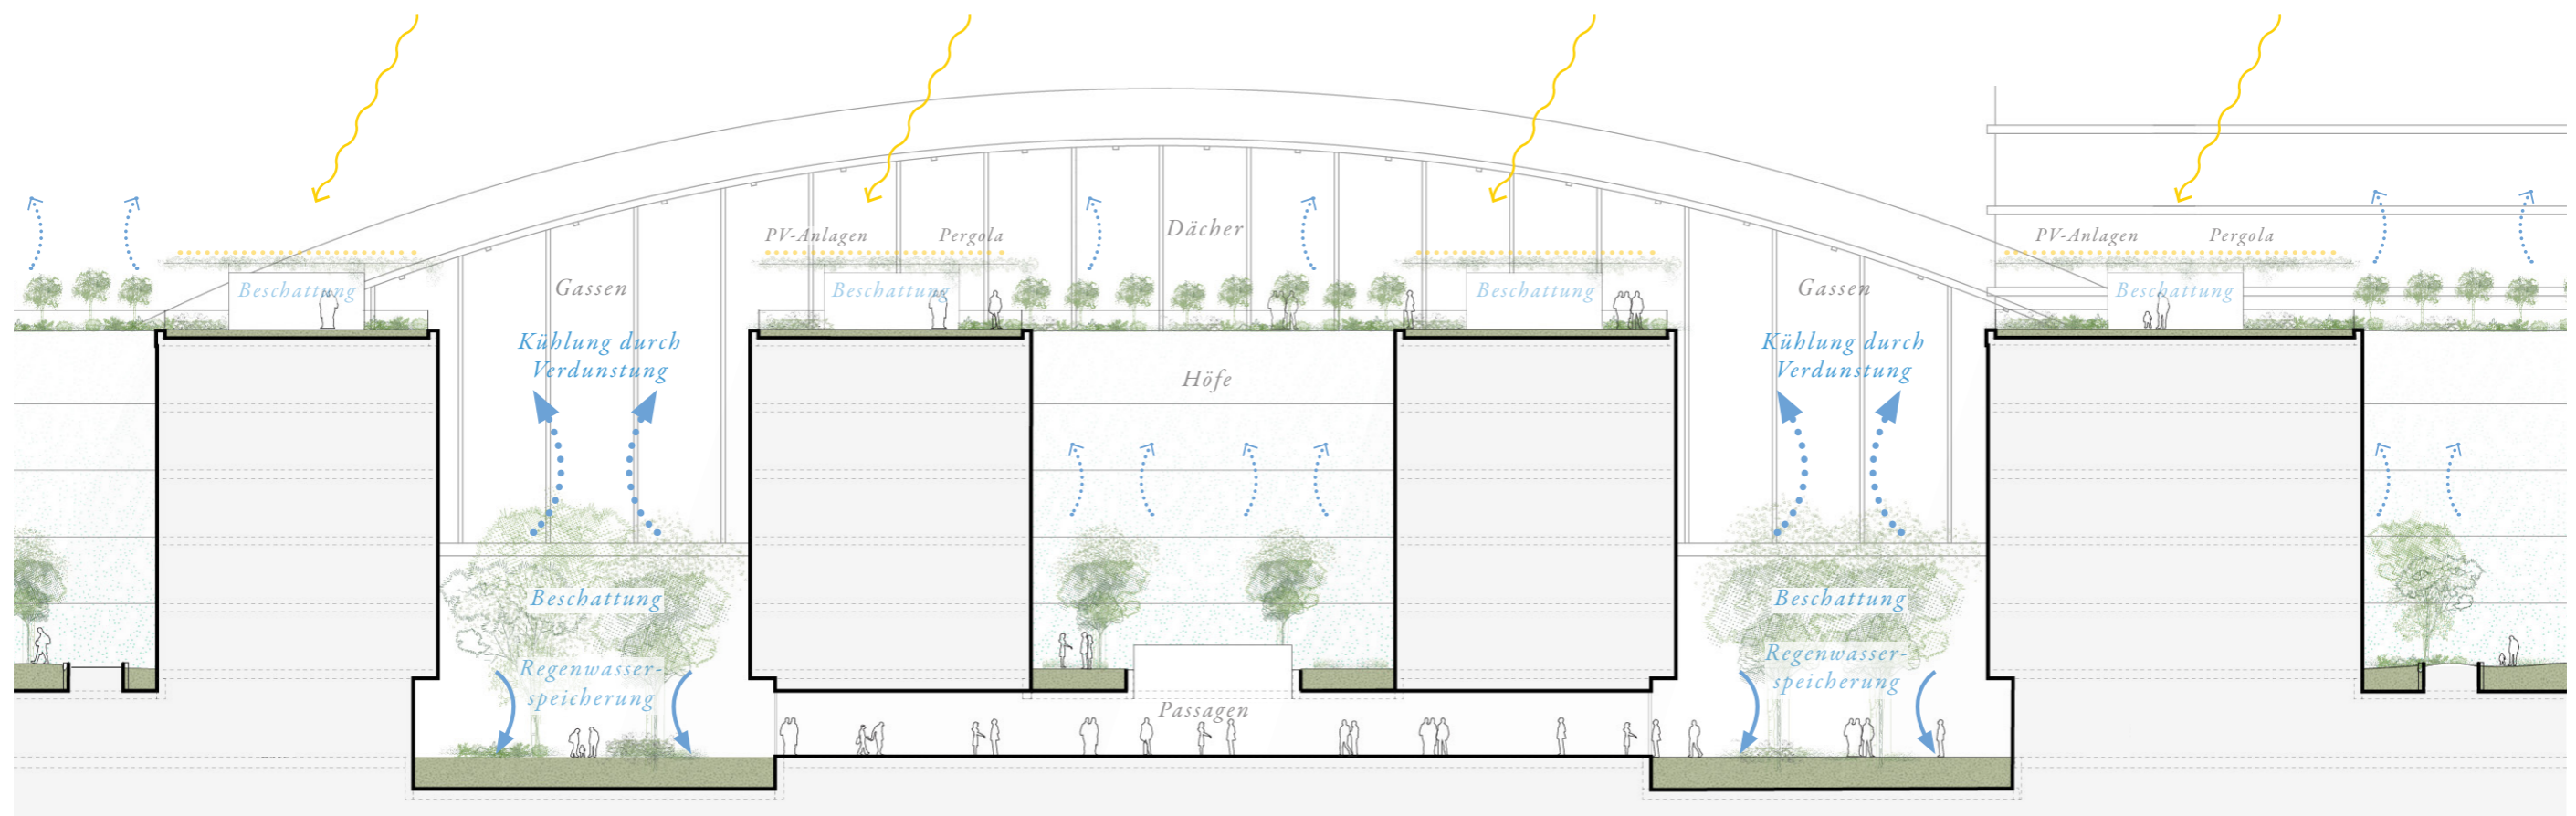 Dächer
PV-Anlagen
Pergola
PV-Anlagen
Pergola
Beschattung
Gassen
Beschattung
Beschattung
Gassen
Beschattung
Kühlung durch
Verdunstung
Höfe
Kühlung durch
Verdunstung
Beschattung
Beschattung
Regenwasser-
speicherung
Regenwasser-
speicherung
Passagen